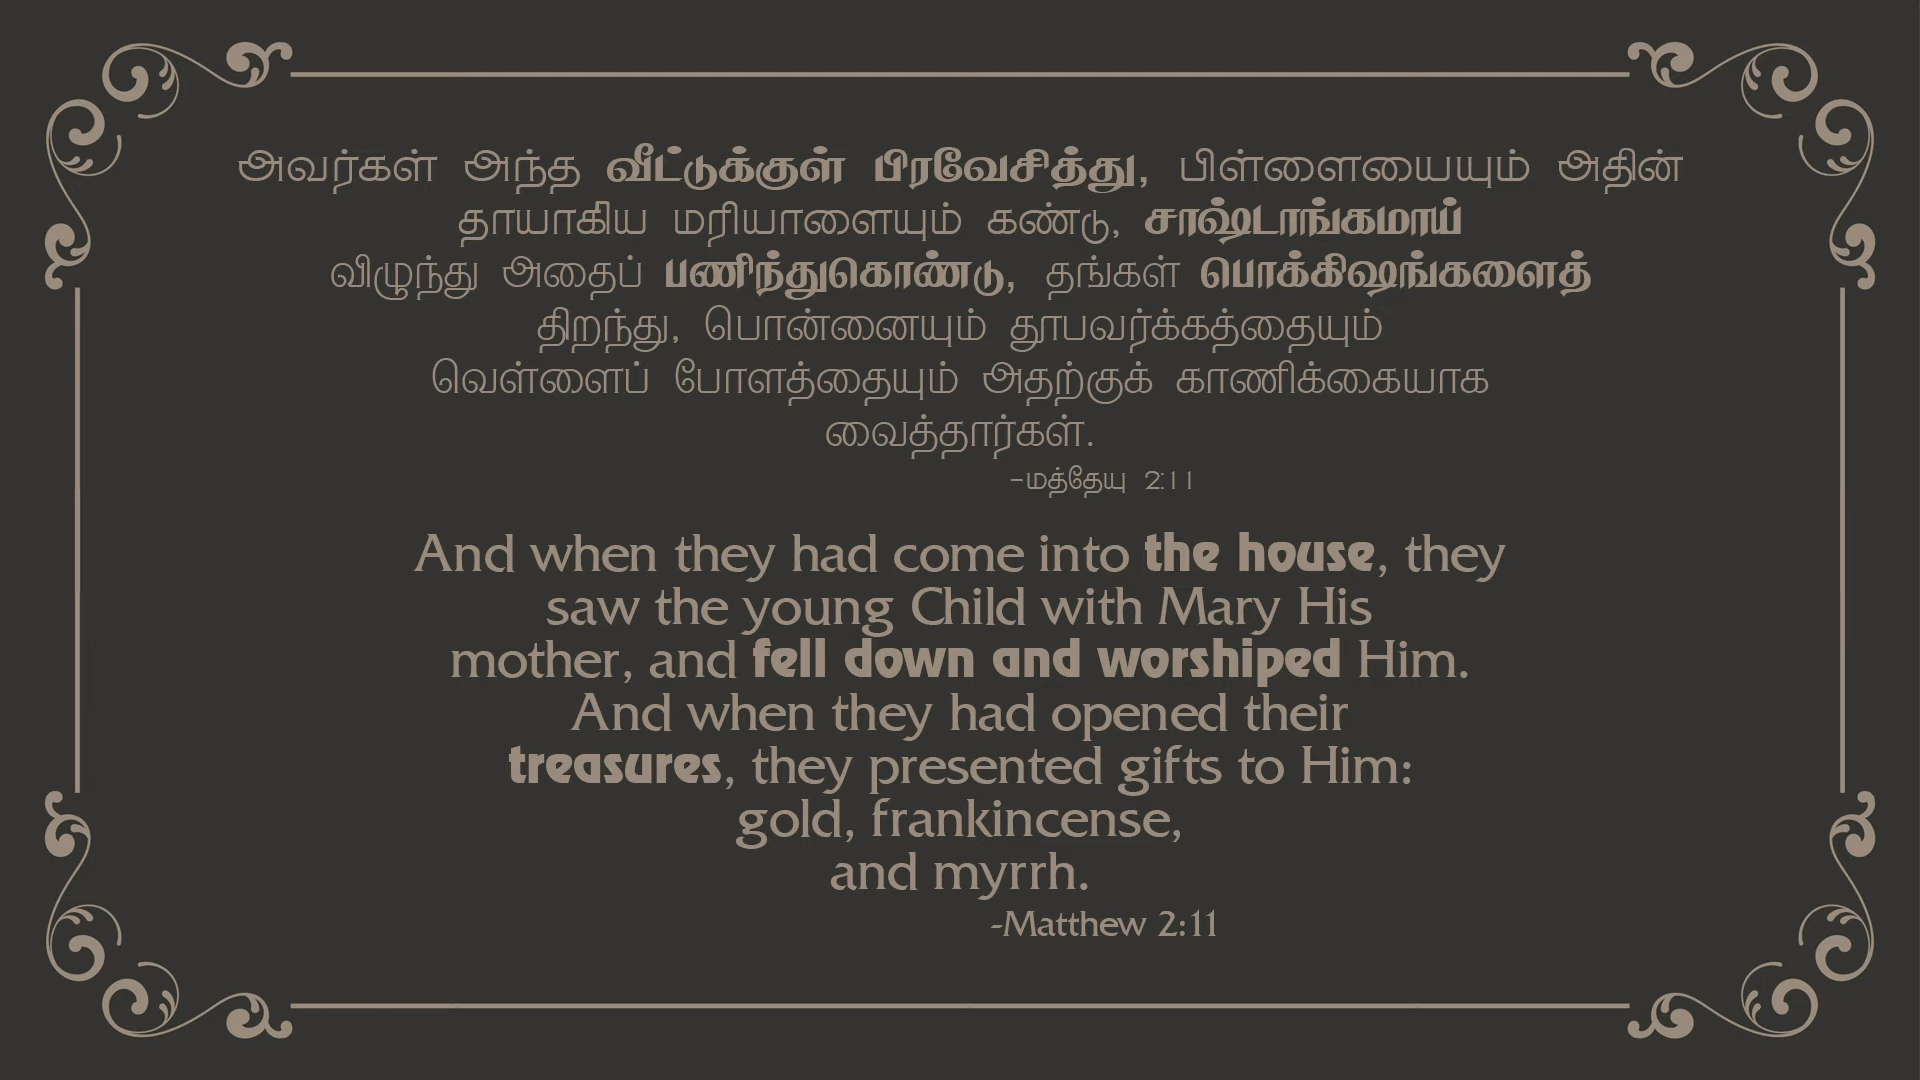 அவர்கள் அந்த வீட்டுக்குள் பிரவேசித்து, பிள்ளையையும் அதின்
தாயாகிய மரியாளையும் கண்டு, சாஷ்டாங்கமாய்
விழுந்து அதைப் பணிந்துகொண்டு, தங்கள் பொக்கிஷங்களைத்
திறந்து, பொன்னையும் தூபவர்க்கத்தையும்
வெள்ளைப் போளத்தையும் அதற்குக் காணிக்கையாக
வைத்தார்கள்.
-மத்தேயு 2:11
And when they had come into the house, they
saw the young Child with Mary His
mother, and fell down and worshiped Him.
And when they had opened their
treasures, they presented gifts to Him:
gold, frankincense,
and myrrh.
-Matthew 2:11